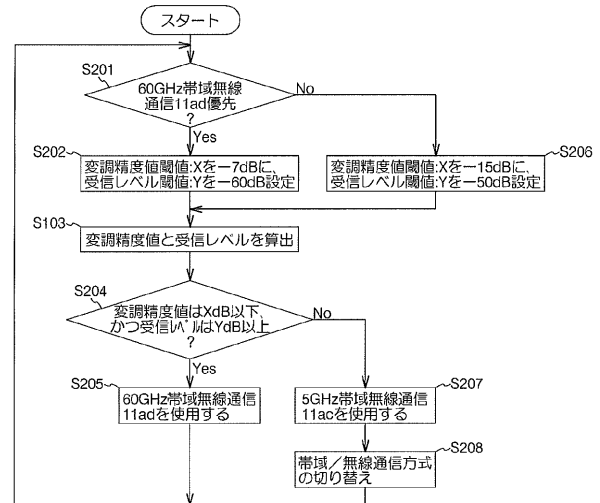 スタート
S201
60GHz帯域無線
通信11ad優先
?
No
Yes
S202
変調精度値閾値:Xをー7dBに、
受信レベル閾値:Yをー60dB設定
S206
変調精度値閾値:Xをー15dBに、
受信レベル閾値:Yをー50dB設定
S103
変調精度値と受信レベルを算出
S204
変調精度値はXdB以下、
かつ受信ﾚﾍﾞﾙはYdB以上
?
No
Yes
S205
60GHz帯域無線通信
11adを使用する
S207
5GHz帯域無線通信
11acを使用する
S208
帯域/無線通信方式
の切り替え